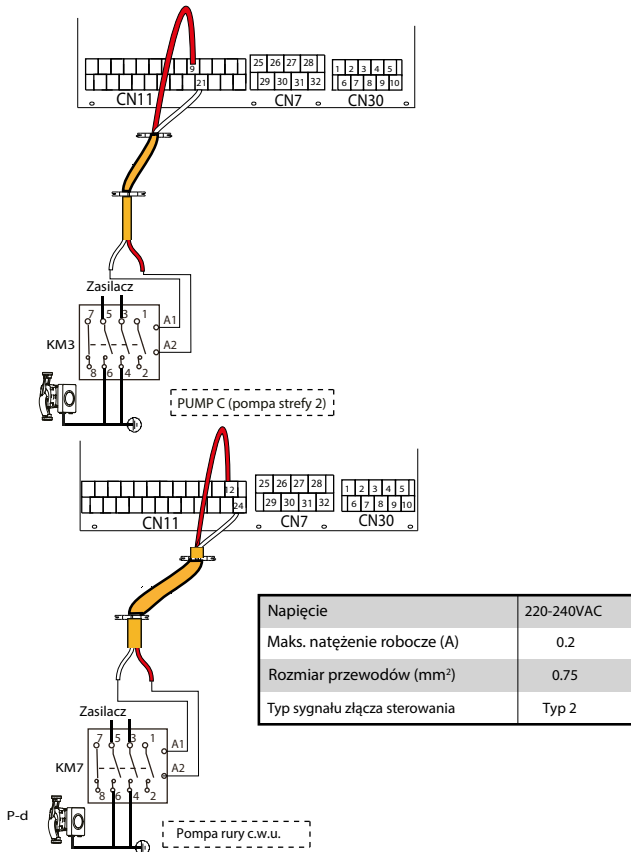 25 26 27 28
9
1 2 3 4 5
21
29 30 31 32
6 7 8 9 10
CN11
CN7
CN30
Zasilacz
7 5 3 1
A1
KM3
A2
8 6 4 2
PUMP C (pompa strefy 2)
12
25 26 27 28
1 2 3 4 5
24
29 30 31 32
6 7 8 9 10
CN11
CN7
CN30
Napięcie 220-240VAC
Maks. natężenie robocze (A) 0.2
Rozmiar przewodów (mm²) 0.75
Typ sygnału złącza sterowania Typ 2
Zasilacz
7 5 3 1
A1
KM7
A2
8 6 4 2
P-d
Pompa rury c.w.u.